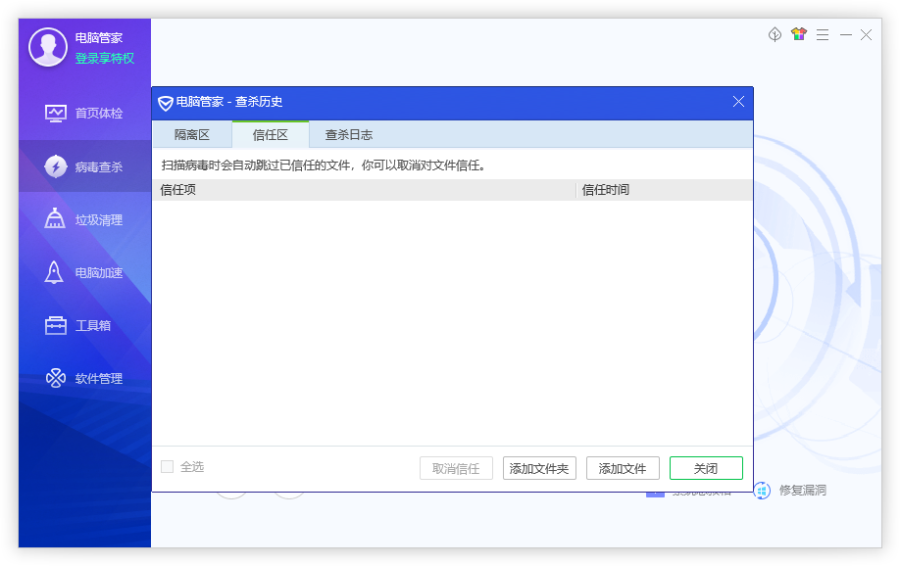 电脑管家
登录享特权
首页体检
病毒查杀
垃圾清理
电脑加速
工具箱
软件管理
电脑管家 - 查杀历史
隔离区
信任区
查杀日志
扫描病毒时会自动跳过已信任的文件，你可以取消对文件信任。
信任项
信任时间
全选
取消信任
添加文件夹
添加文件
关闭
修复漏洞